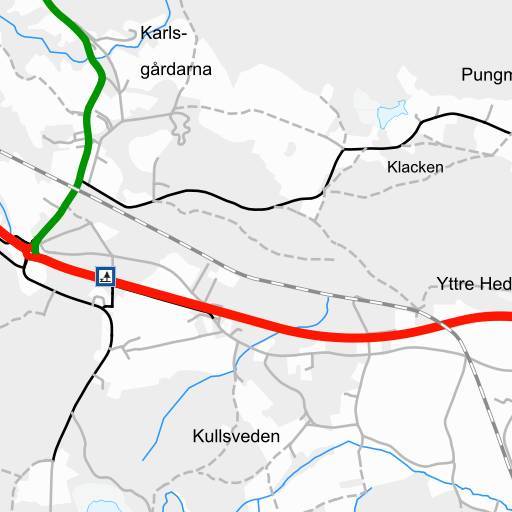 Karls-
gårdarna
Pungm
Klacken
Yttre Hed
Kullsveden